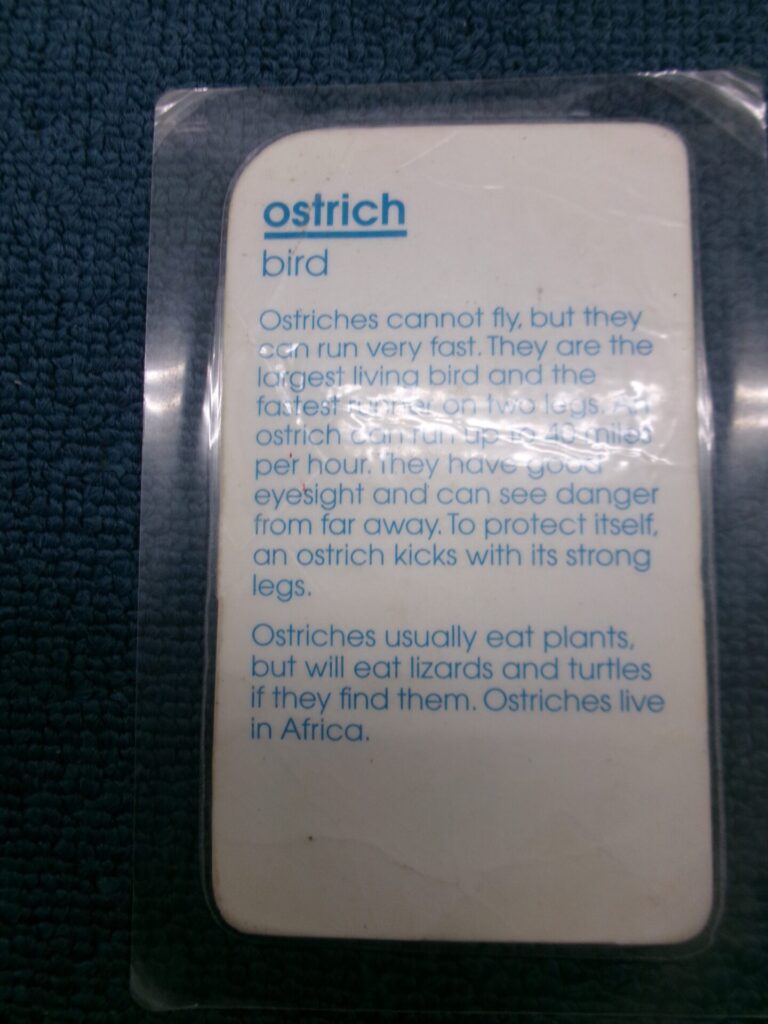 ostrich
bird
Ostriches cannot fly, but they
can run very fast. They are the
largest living bird and the
fastest runner on two legs. An
ostrich can run up to 40 miles
per hour. They have good
eyesight and can see danger
from far away. To protect itself,
an ostrich kicks with its strong
legs.
Ostriches usually eat plants,
but will eat lizards and turtles
if they find them. Ostriches live
in Africa.